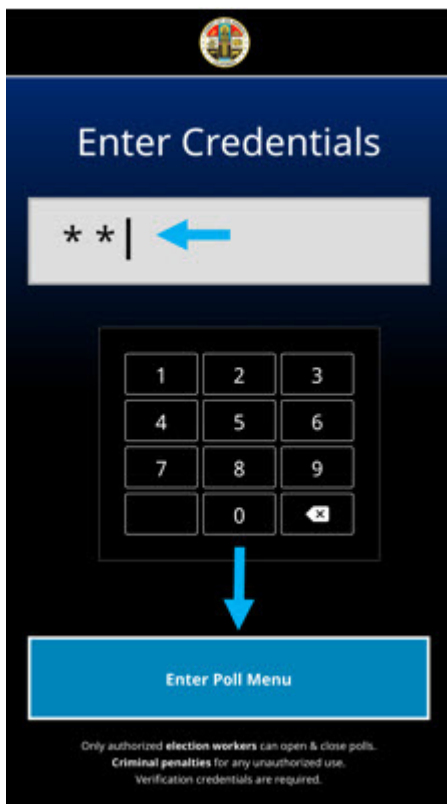 Enter Credentials
**
1 2 3
4 5 6
7 8 9
0
Enter Poll Menu
Only authorized election workers can open & close polls.
Criminal penalties for any unauthorized use.
Verification credentials are required.